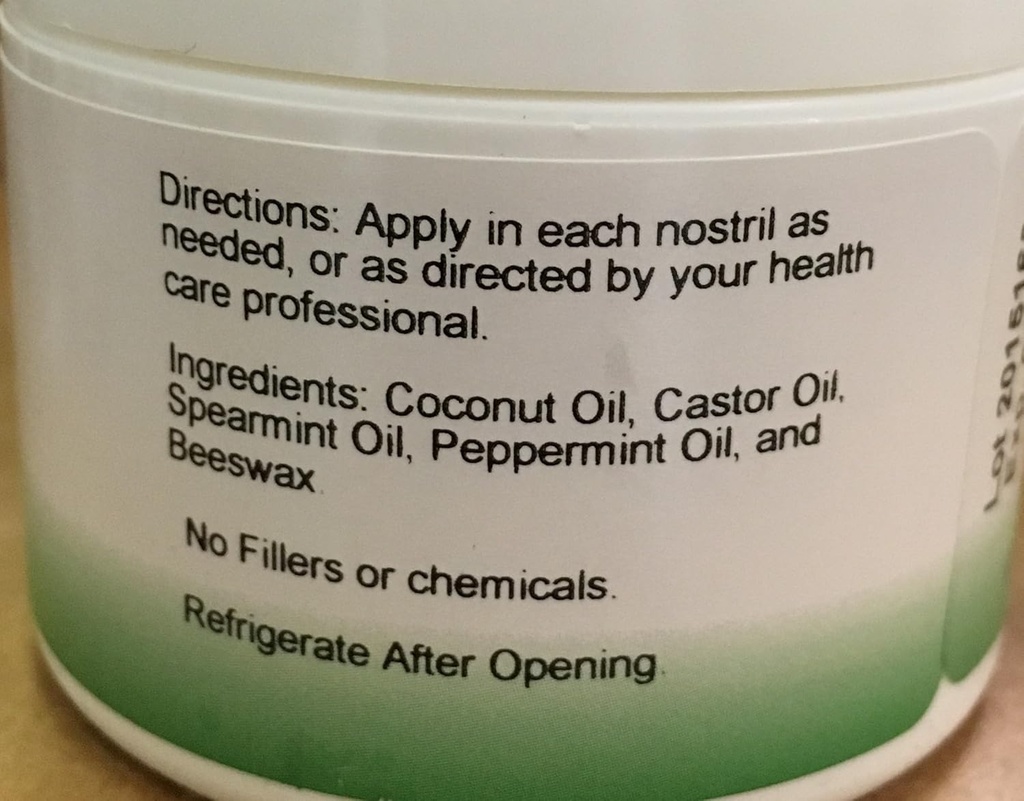 Directions: Apply in each nostril as
needed, or as directed by your health
care professional.
Ingredients: Coconut Oil, Castor Oil,
Spearmint Oil, Peppermint Oil, and
Beeswax.
No Fillers or chemicals.
Refrigerate After Opening.
Lot